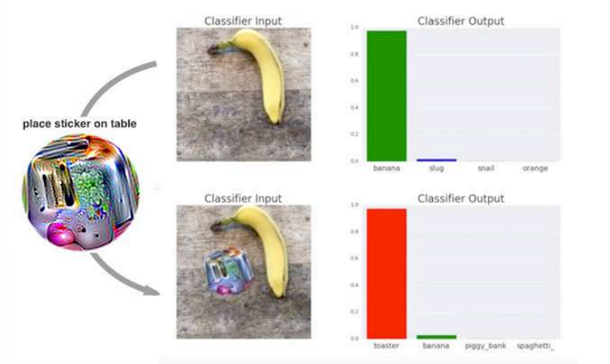 Classifier Input
Classifier Output
1.0
0.8
0.6
0.4
0.2
0.0
banana slug snail orange
place sticker on table
Classifier Input
Classifier Output
1.0
0.8
0.6
0.4
0.2
0.0
toaster banana piggy_bank spaghetti_